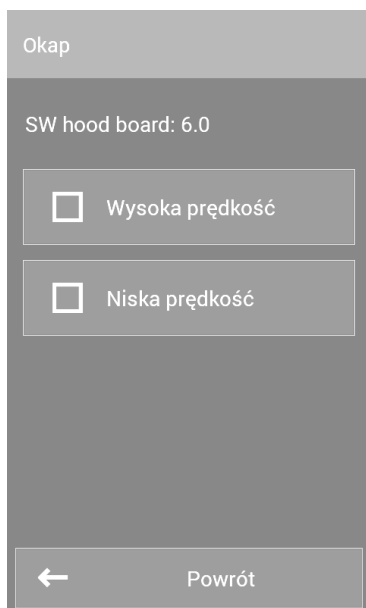 Okap
SW hood board: 6.0
Wysoka prędkość
Niska prędkość
Powrót